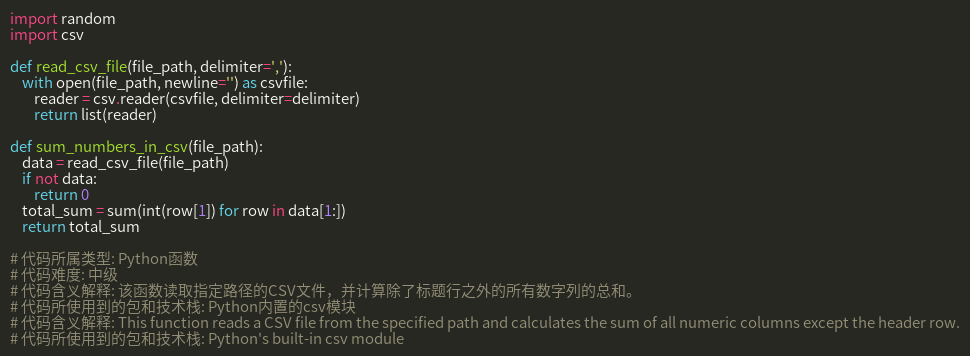 import random
import csv

def read_csv_file(file_path, delimiter=','):
    with open(file_path, newline='') as csvfile:
        reader = csv.reader(csvfile, delimiter=delimiter)
        return list(reader)

def sum_numbers_in_csv(file_path):
    data = read_csv_file(file_path)
    if not data:
        return 0
    total_sum = sum(int(row[1]) for row in data[1:])
    return total_sum

# 代码所属类型: Python函数
# 代码难度: 中级
# 代码含义解释: 该函数读取指定路径的CSV文件，并计算除了标题行之外的所有数字列的总和。
# 代码所使用到的包和技术栈: Python内置的csv模块
# 代码含义解释: This function reads a CSV file from the specified path and calculates the sum of all numeric columns except the header row.
# 代码所使用到的包和技术栈: Python's built-in csv module